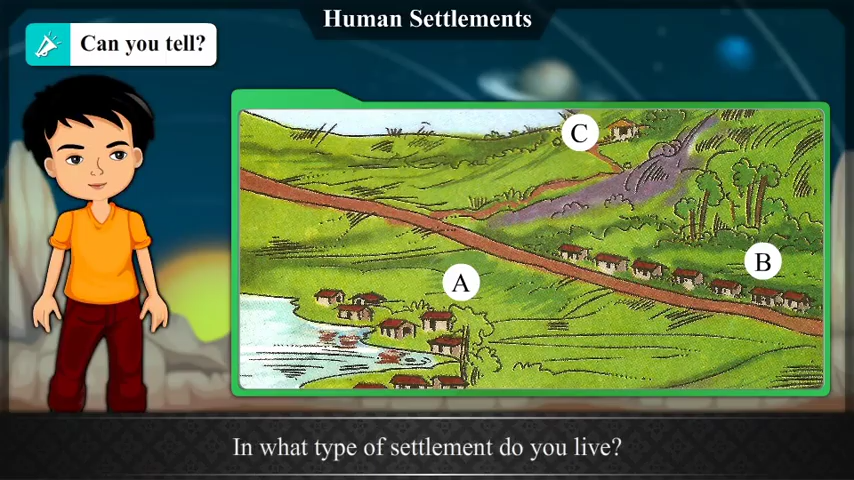 Human Settlements
Can you tell?
C
B
A
In what type of settlement do you live?